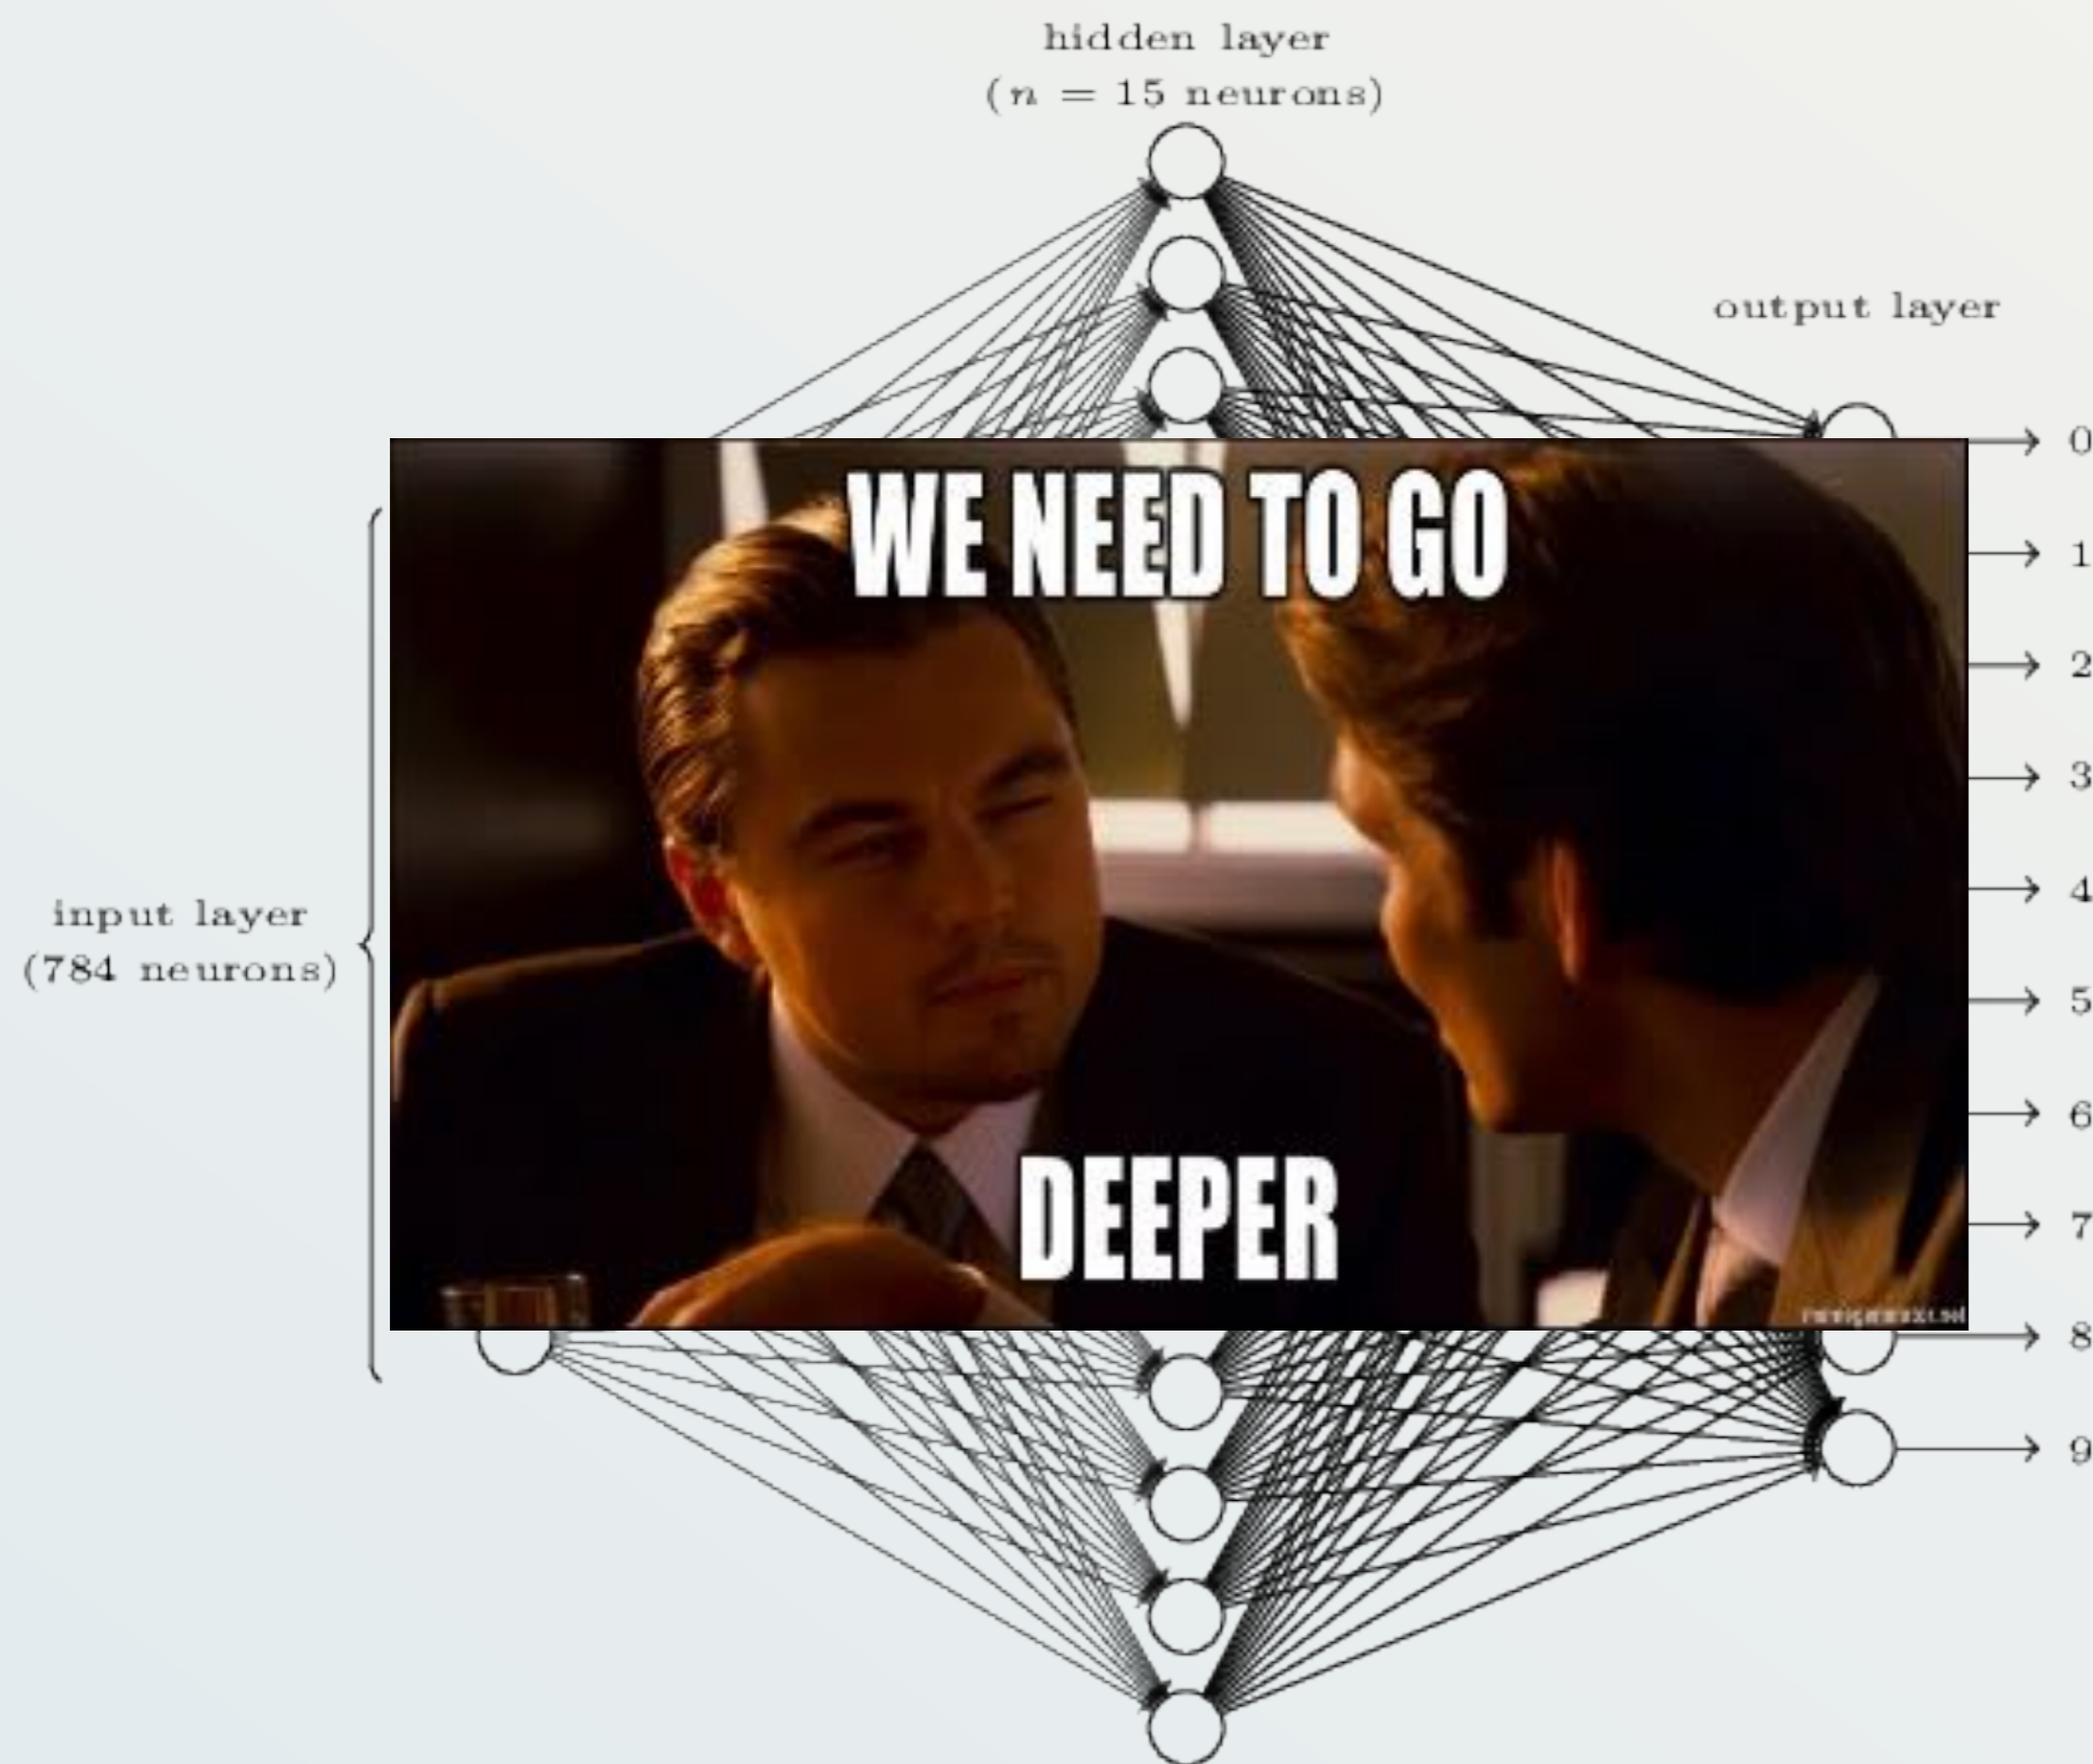 hidden layer
(n = 15 neurons)
output layer
0
WE NEED TO GO
1
2
3
4
input layer
(784 neurons)
5
6
DEEPER
7
8
9